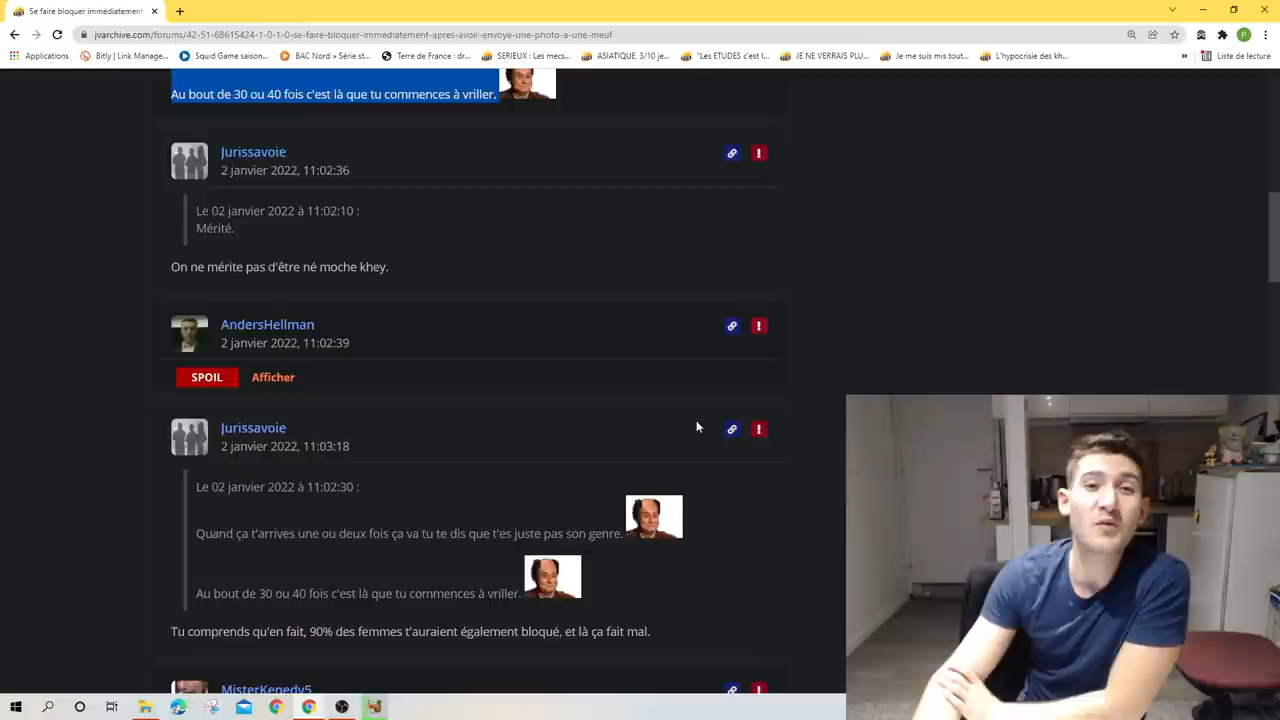 Se faire bloquer immédiatement
jvarchive.com/forums/42-51-68615424-1-0-1-0-se-faire-bloquer-immediatement-apres-avoir-envoye-une-photo-a-une-meuf
P
Applications
Bitly | Link Manage...
Squid Game saison...
BAC Nord » Série st...
Terre de France : dr...
SERIEUX : Les mecs...
ASIATIQUE, 3/10 je...
"Les ETUDES c'est l...
JE NE VERRAIS PLU...
Je me suis mis tout...
L'hypocrisie des kh...
»
Liste de lecture
Au bout de 30 ou 40 fois c'est là que tu commences à vriller.
Jurissavoie
2 janvier 2022, 11:02:36
Le 02 janvier 2022 à 11:02:10 :
Mérité.
On ne mérite pas d'être né moche khey.
AndersHellman
2 janvier 2022, 11:02:39
SPOIL Afficher
Jurissavoie
2 janvier 2022, 11:03:18
Le 02 janvier 2022 à 11:02:30 :
Quand ça t'arrives une ou deux fois ça va tu te dis que t'es juste pas son genre.
Au bout de 30 ou 40 fois c'est là que tu commences à vriller.
Tu comprends qu'en fait, 90% des femmes t'auraient également bloqué, et là ça fait mal.
MisterKenedy5